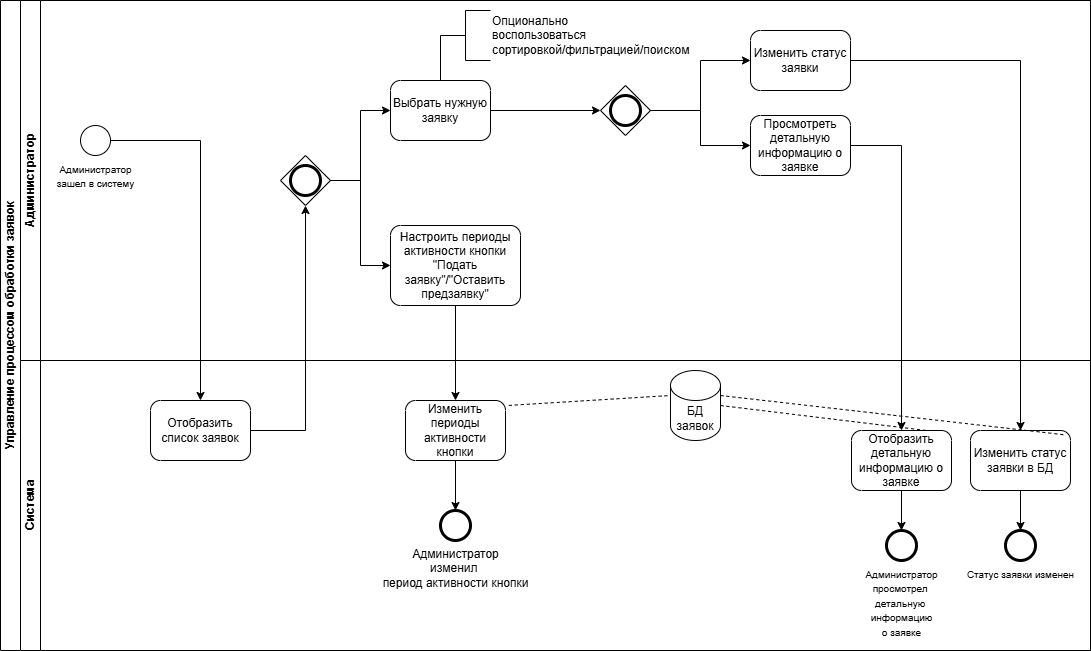 Управление процессом обработки заявок
Администратор
Опционально
воспользоваться
сортировкой/фильтрацией/поиском
Изменить статус
заявки
Выбрать нужную
заявку
Просмотреть
детальную
информацию о
заявке
Администратор
зашел в систему
Настроить периоды
активности кнопки
"Подать
заявку"/"Оставить
предзаявку"
Система
Отобразить
список заявок
Изменить
периоды
активности
кнопки
БД
заявок
Отобразить
детальную
информацию о
заявке
Изменить статус
заявки в БД
Администратор
изменил
период активности кнопки
Администратор
просмотрел
детальную
информацию
о заявке
Статус заявки изменен